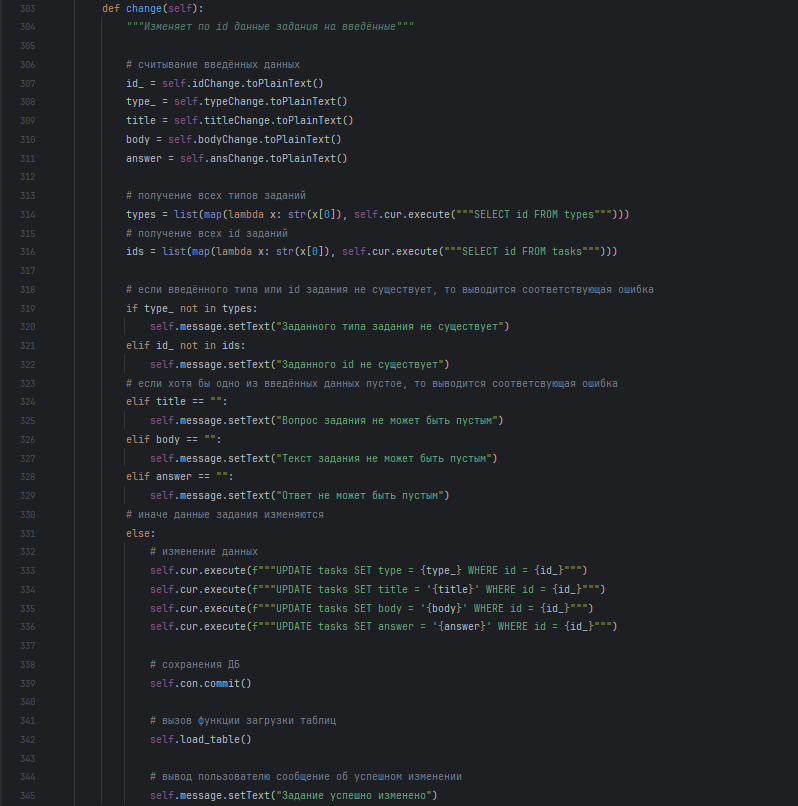 303 def change(self):
304 """Изменяет по id данные задания на введённые"""
305
306 # считывание введённых данных
307 id_ = self.idChange.toPlainText()
308 type_ = self.typeChange.toPlainText()
309 title = self.titleChange.toPlainText()
310 body = self.bodyChange.toPlainText()
311 answer = self.ansChange.toPlainText()
312
313 # получение всех типов заданий
314 types = list(map(lambda x: str(x[0]), self.cur.execute("""SELECT id FROM types""")))
315 # получение всех id заданий
316 ids = list(map(lambda x: str(x[0]), self.cur.execute("""SELECT id FROM tasks""")))
317
318 # если введённого типа или id задания не существует, то выводится соответствующая ошибка
319 if type_ not in types:
320 self.message.setText("Заданного типа задания не существует")
321 elif id_ not in ids:
322 self.message.setText("Заданного id не существует")
323 # если хотя бы одно из введённых данных пустое, то выводится соответсвующая ошибка
324 elif title == "":
325 self.message.setText("Вопрос задания не может быть пустым")
326 elif body == "":
327 self.message.setText("Текст задания не может быть пустым")
328 elif answer == "":
329 self.message.setText("Ответ не может быть пустым")
330 # иначе данные задания изменяются
331 else:
332 # изменение данных
333 self.cur.execute(f"""UPDATE tasks SET type = {type_} WHERE id = {id_}""")
334 self.cur.execute(f"""UPDATE tasks SET title = '{title}' WHERE id = {id_}""")
335 self.cur.execute(f"""UPDATE tasks SET body = '{body}' WHERE id = {id_}""")
336 self.cur.execute(f"""UPDATE tasks SET answer = '{answer}' WHERE id = {id_}""")
337
338 # сохранения ДБ
339 self.con.commit()
340
341 # вызов функции загрузки таблиц
342 self.load_table()
343
344 # вывод пользователю сообщение об успешном изменении
345 self.message.setText("Задание успешно изменено")